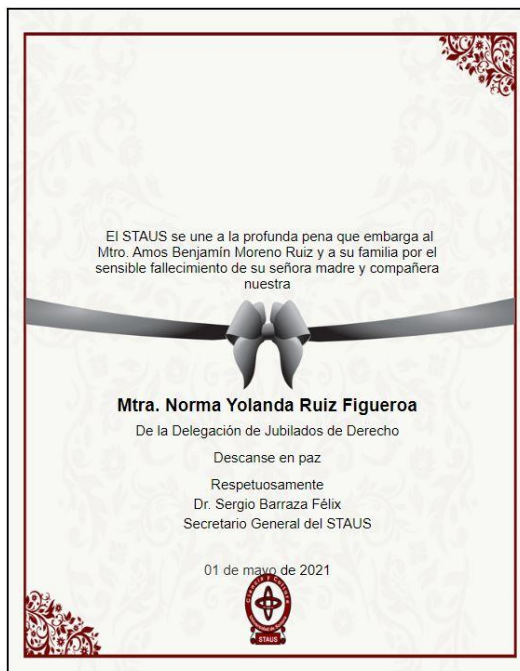 El STAUS se une a la profunda pena que embarga al
Mtro. Amos Benjamín Moreno Ruiz y a su familia por el
sensible fallecimiento de su señora madre y compañera
nuestra
Mtra. Norma Yolanda Ruiz Figueroa
De la Delegación de Jubilados de Derecho
Descanse en paz
Respetuosamente
Dr. Sergio Barraza Félix
Secretario General del STAUS
01 de mayo de 2021
STAUS